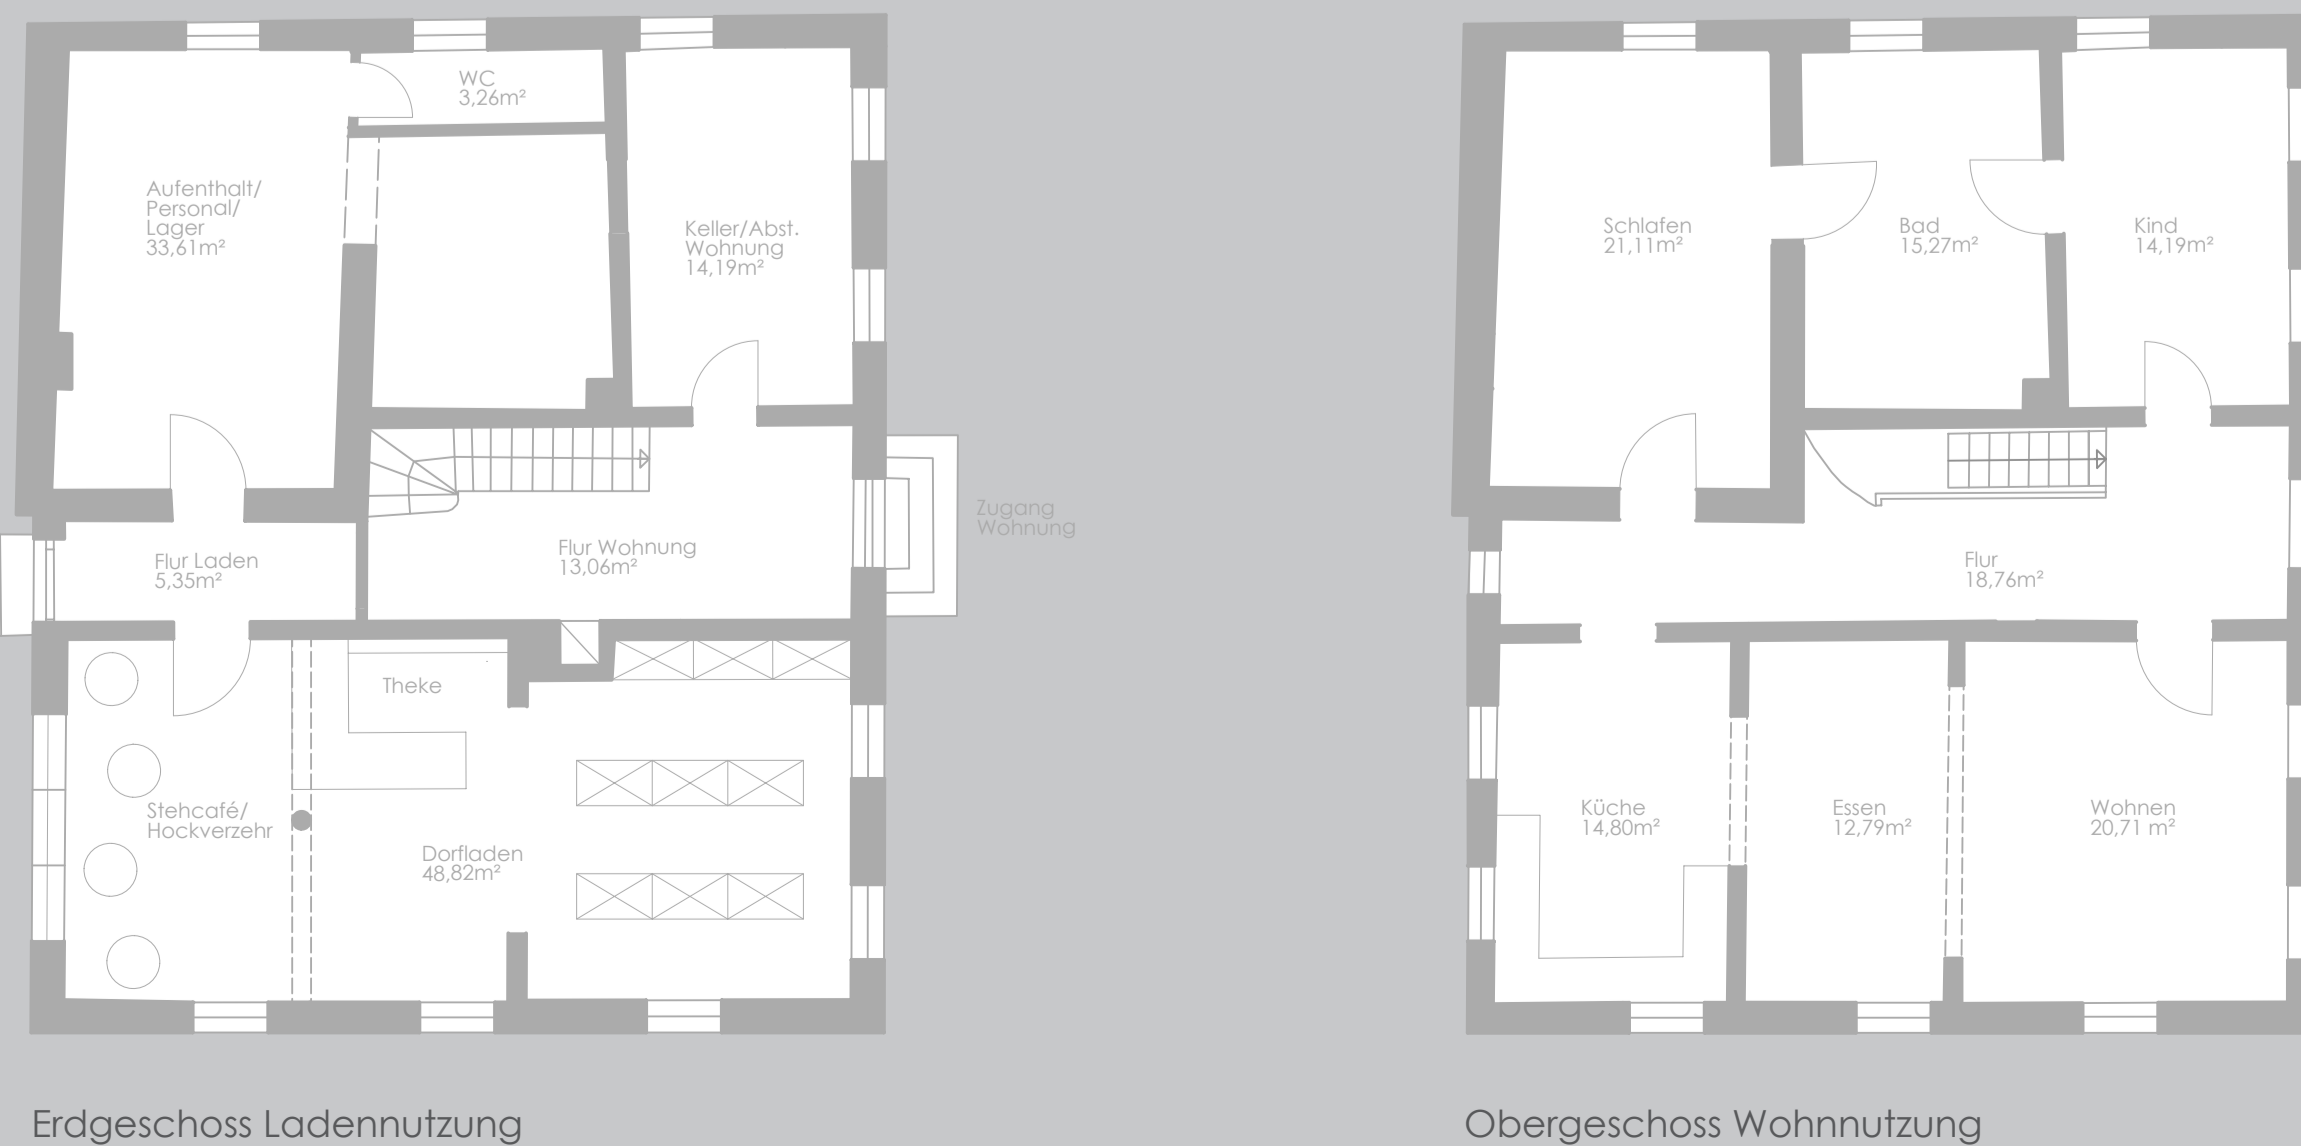 WC
3,26m²
Aufenthalt/
Personal/
Lager
33,61m²
Keller/Abst.
Wohnung
14,19m²
Zugang
Wohnung
Flur Laden
5,35m²
Flur Wohnung
13,06m²
Theke
Stehcafé/
Hockverzehr
Dorfladen
48,82m²
Erdgeschoss Ladennutzung
Schlafen
21,11m²
Bad
15,27m²
Kind
14,19m²
Flur
18,76m²
Küche
14,80m²
Essen
12,79m²
Wohnen
20,71 m²
Obergeschoss Wohnnutzung